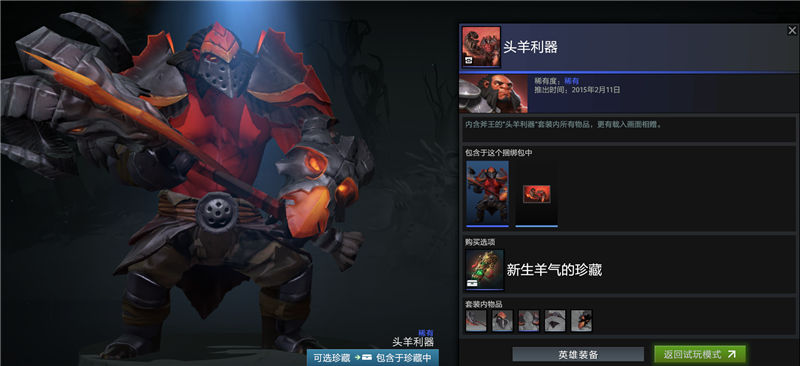 头羊利器
稀有度：稀有
推出时间：2015年2月11日
内含斧王的"头羊利器"套装内所有物品，更有载入画面相赠。
包含于这个捆绑包中
购买选项
新生羊气的珍藏
套装内物品
稀有
头羊利器
可选珍藏 包含于珍藏中
英雄装备
返回试玩模式